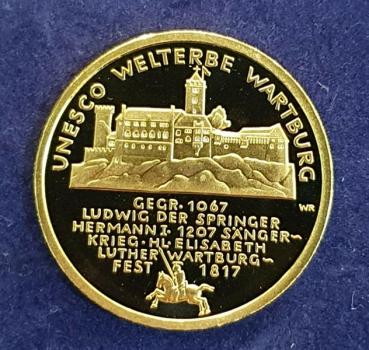 UNESCO WELTERBE WARTBURG
WR
GEGR·1067
LUDWIG DER SPRINGER
HERMANN I· 1207 SÄNGER~
KRIEG·HL·ELISABETH
LUTHER WARTBURG~
FEST 1817